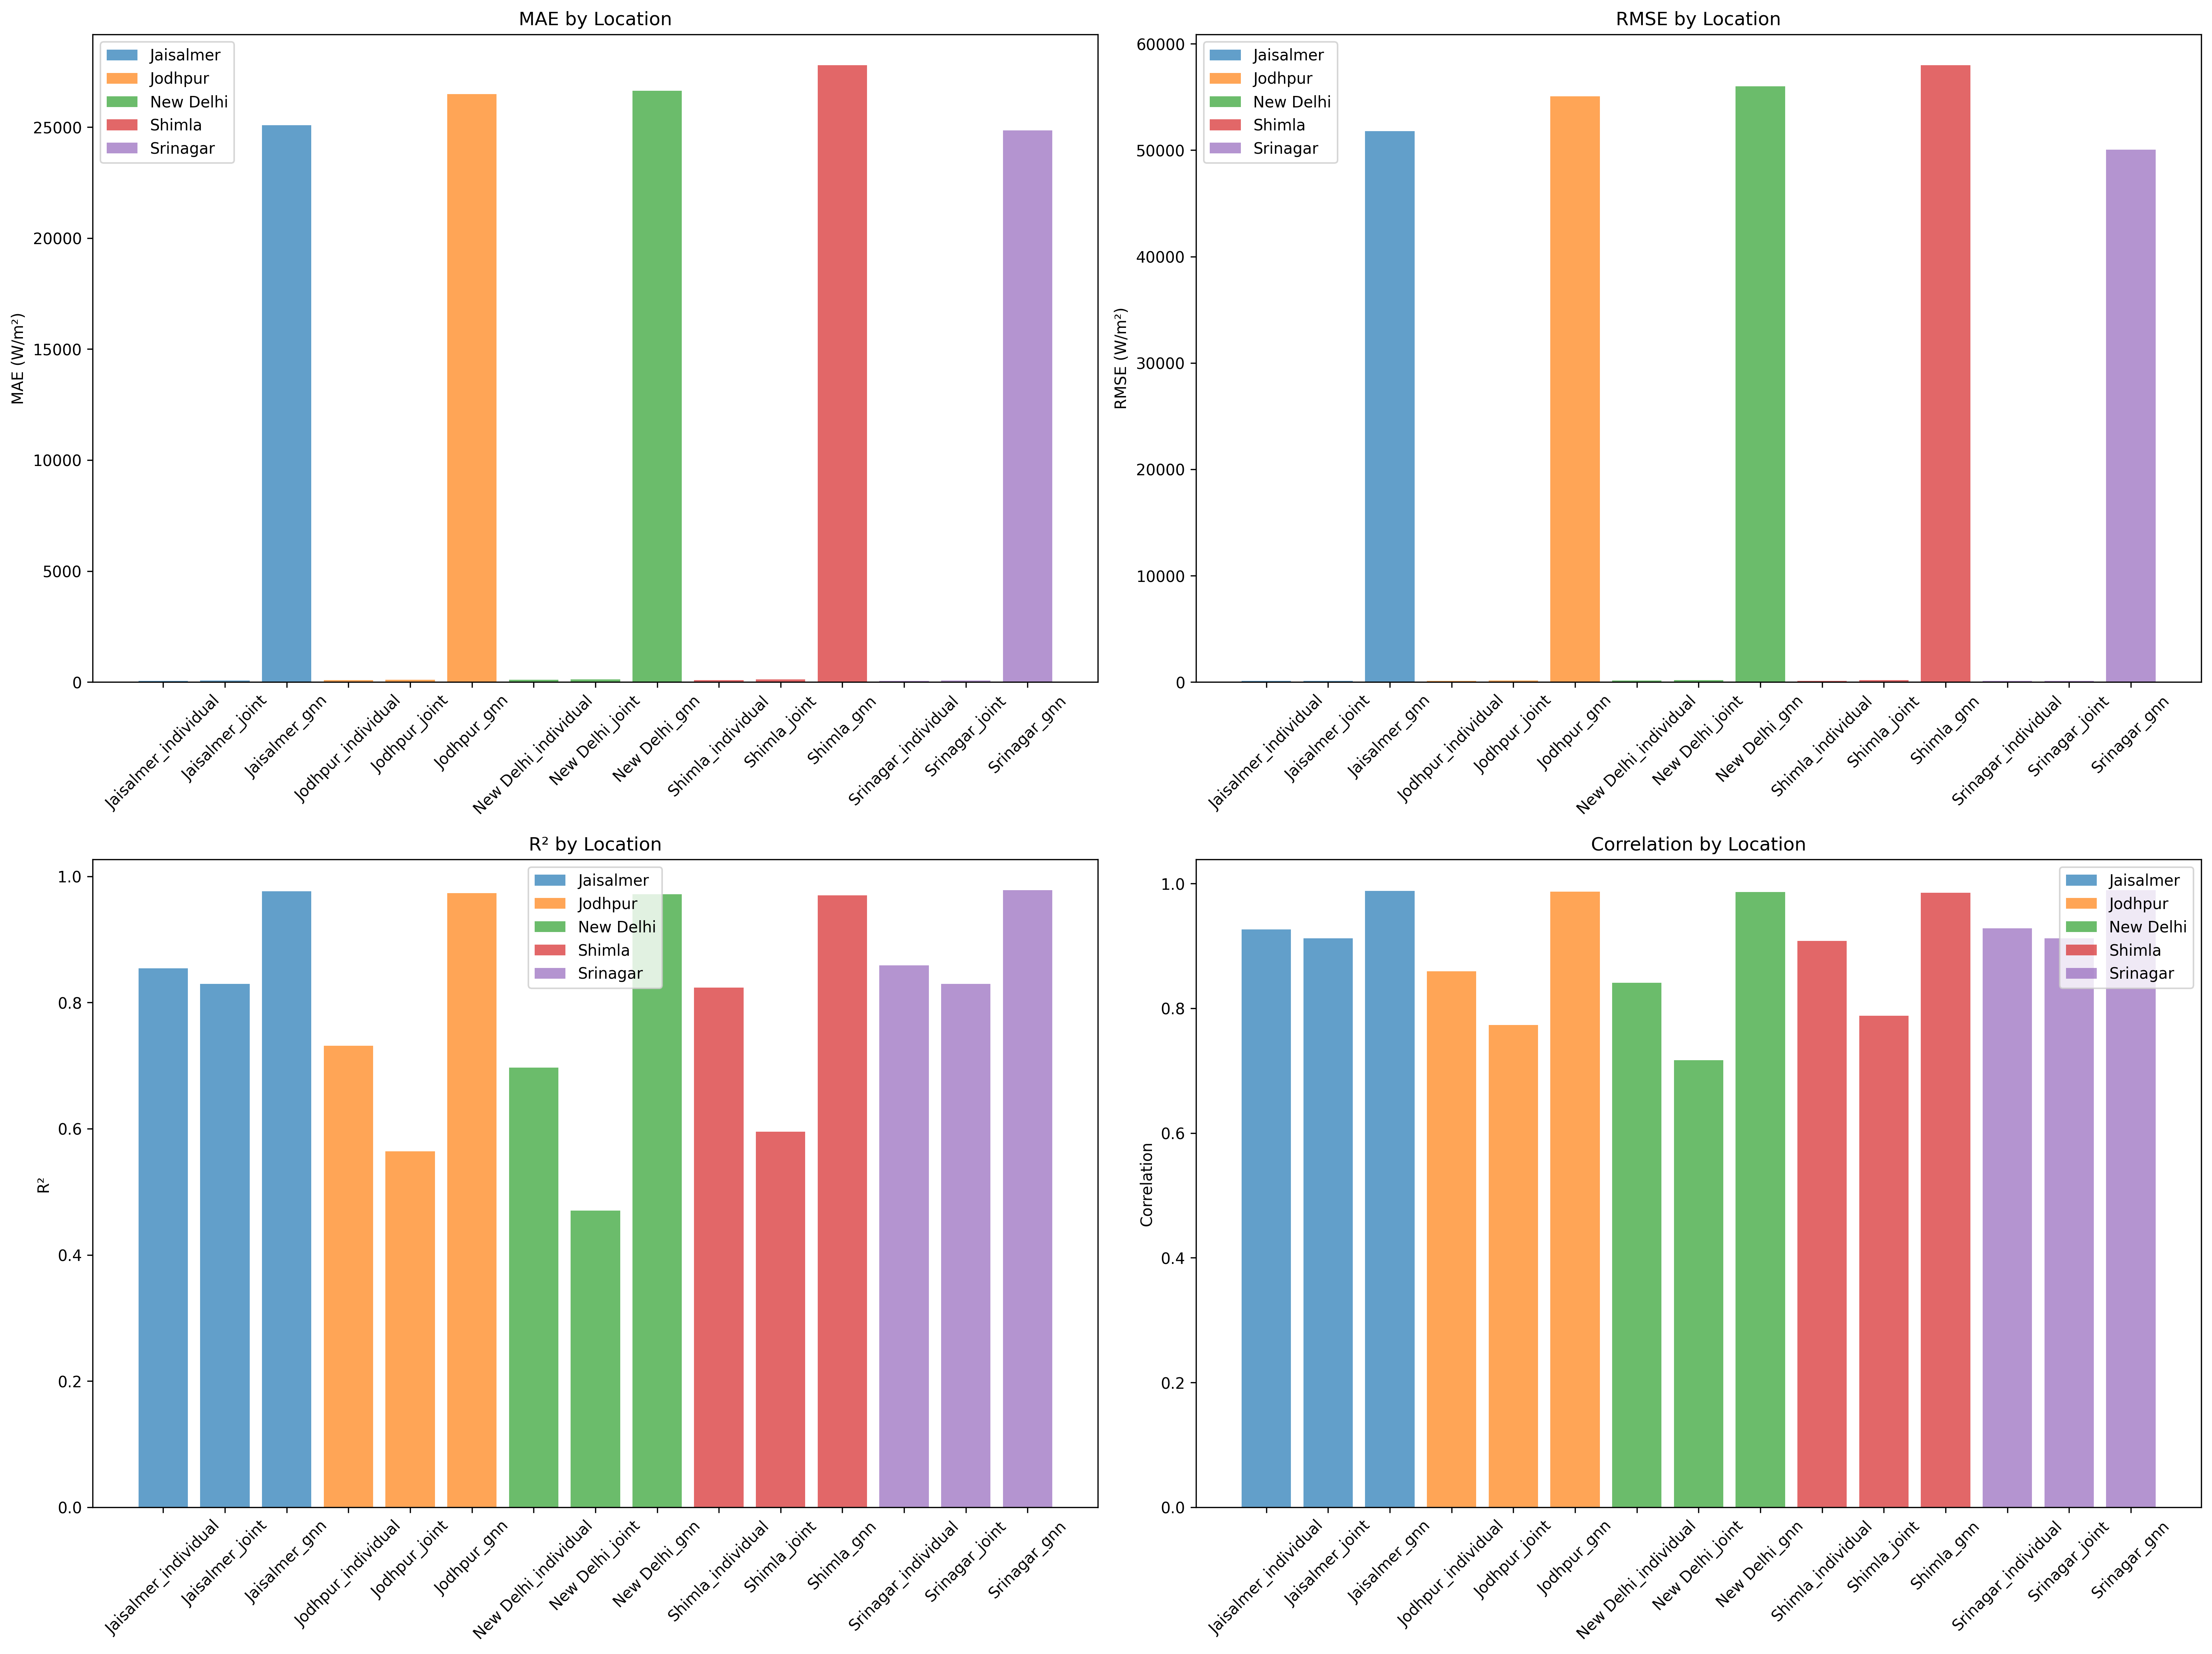 MAE by Location
MAE (W/m²)
25000
20000
15000
10000
5000
0
Jaisalmer
Jodhpur
New Delhi
Shimla
Srinagar
Jaisalmer_individual
Jaisalmer_joint
Jaisalmer_gnn
Jodhpur_individual
Jodhpur_joint
Jodhpur_gnn
New Delhi_individual
New Delhi_joint
New Delhi_gnn
Shimla_individual
Shimla_joint
Shimla_gnn
Srinagar_individual
Srinagar_joint
Srinagar_gnn
RMSE by Location
RMSE (W/m²)
60000
50000
40000
30000
20000
10000
0
Jaisalmer
Jodhpur
New Delhi
Shimla
Srinagar
Jaisalmer_individual
Jaisalmer_joint
Jaisalmer_gnn
Jodhpur_individual
Jodhpur_joint
Jodhpur_gnn
New Delhi_individual
New Delhi_joint
New Delhi_gnn
Shimla_individual
Shimla_joint
Shimla_gnn
Srinagar_individual
Srinagar_joint
Srinagar_gnn
R² by Location
R²
1.0
0.8
0.6
0.4
0.2
0.0
Jaisalmer
Jodhpur
New Delhi
Shimla
Srinagar
Jaisalmer_individual
Jaisalmer_joint
Jaisalmer_gnn
Jodhpur_individual
Jodhpur_joint
Jodhpur_gnn
New Delhi_individual
New Delhi_joint
New Delhi_gnn
Shimla_individual
Shimla_joint
Shimla_gnn
Srinagar_individual
Srinagar_joint
Srinagar_gnn
Correlation by Location
Correlation
1.0
0.8
0.6
0.4
0.2
0.0
Jaisalmer
Jodhpur
New Delhi
Shimla
Srinagar
Jaisalmer_individual
Jaisalmer_joint
Jaisalmer_gnn
Jodhpur_individual
Jodhpur_joint
Jodhpur_gnn
New Delhi_individual
New Delhi_joint
New Delhi_gnn
Shimla_individual
Shimla_joint
Shimla_gnn
Srinagar_individual
Srinagar_joint
Srinagar_gnn